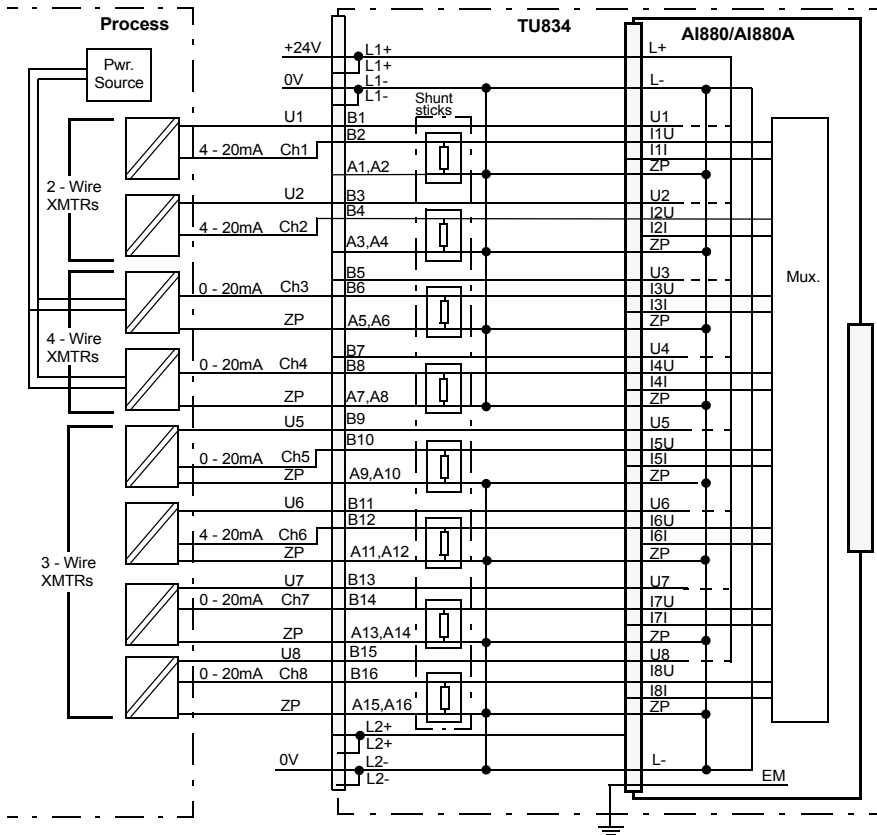 Process
TU834
AI880/AI880A
Pwr.
Source
+24V
L1+
L1+
0V
L1-
L1-
Shunt
sticks
L+
L-
U1
B1
U1
B2
I1U
4 - 20mA
Ch1
I1I
A1,A2
ZP
2 - Wire
XMTRs
U2
B3
U2
B4
I2U
4 - 20mA
Ch2
I2I
A3,A4
ZP
B5
U3
0 - 20mA
Ch3
B6
I3U
I3I
Mux.
ZP
A5,A6
ZP
4 - Wire
XMTRs
B7
U4
0 - 20mA
Ch4
B8
I4U
I4I
ZP
A7,A8
ZP
U5
B9
U5
B10
I5U
0 - 20mA
Ch5
I5I
ZP
A9,A10
ZP
U6
B11
U6
B12
I6U
4 - 20mA
Ch6
I6I
ZP
A11,A12
ZP
3 - Wire
XMTRs
U7
B13
U7
0 - 20mA
Ch7
B14
I7U
I7I
ZP
A13,A14
ZP
U8
B15
U8
0 - 20mA
Ch8
B16
I8U
I8I
ZP
A15,A16
ZP
L2+
L2+
0V
L2-
L2-
L-
EM